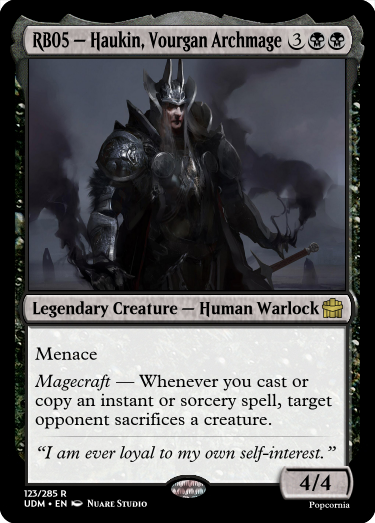 RB05 — Haukin, Vourgan Archmage 3
Legendary Creature — Human Warlock
Menace
Magecraft — Whenever you cast or
copy an instant or sorcery spell, target
opponent sacrifices a creature.
“I am ever loyal to my own self-interest.”
4/4
123/285 R
UDM • EN Nuare Studio
Popcornia